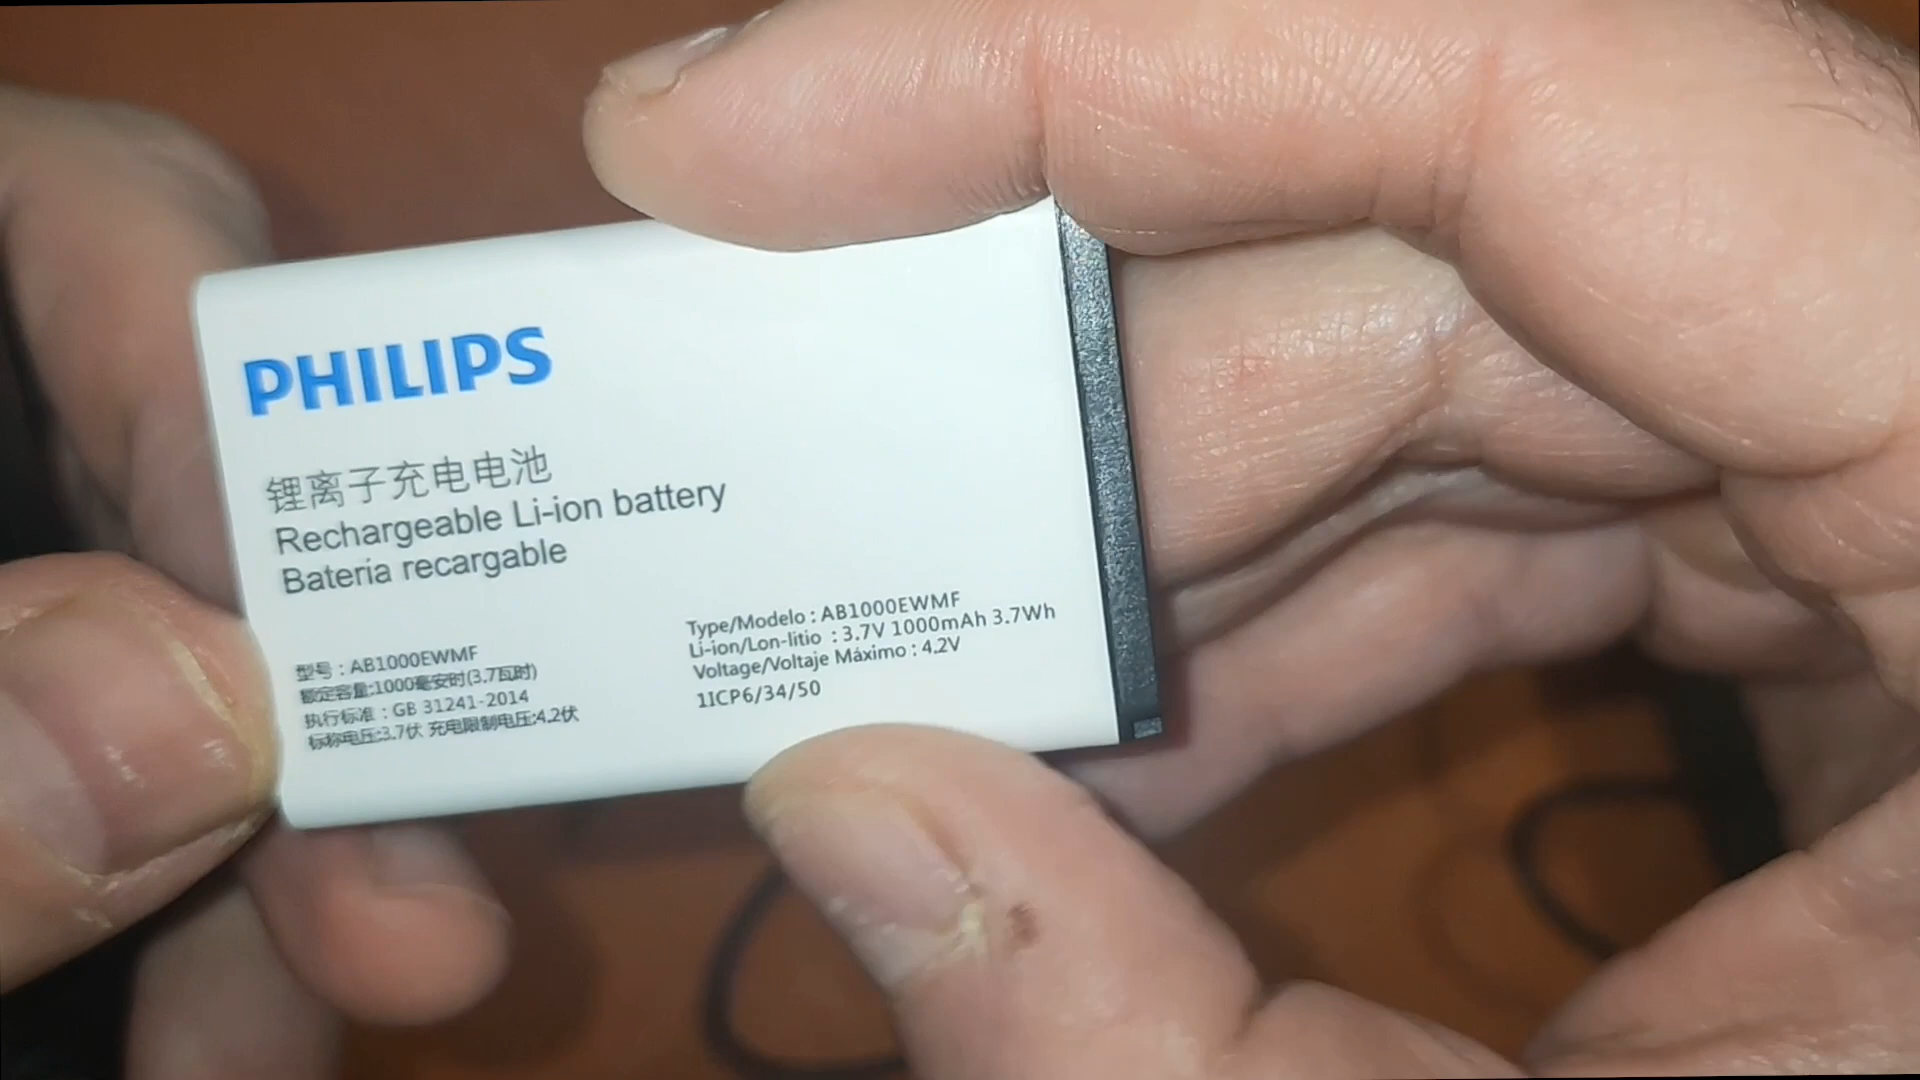 PHILIPS
锂离子充电电池
Rechargeable Li-ion battery
Bateria recargable
型号 : AB1000EWMF
额定容量:1000毫安时(3.7瓦时)
执行标准 : GB 31241-2014
标称电压:3.7伏 充电限制电压:4.2伏
Type/Modelo : AB1000EWMF
Li-ion/Lon-litio : 3.7V 1000mAh 3.7Wh
Voltage/Voltaje Máximo : 4.2V
1ICP6/34/50